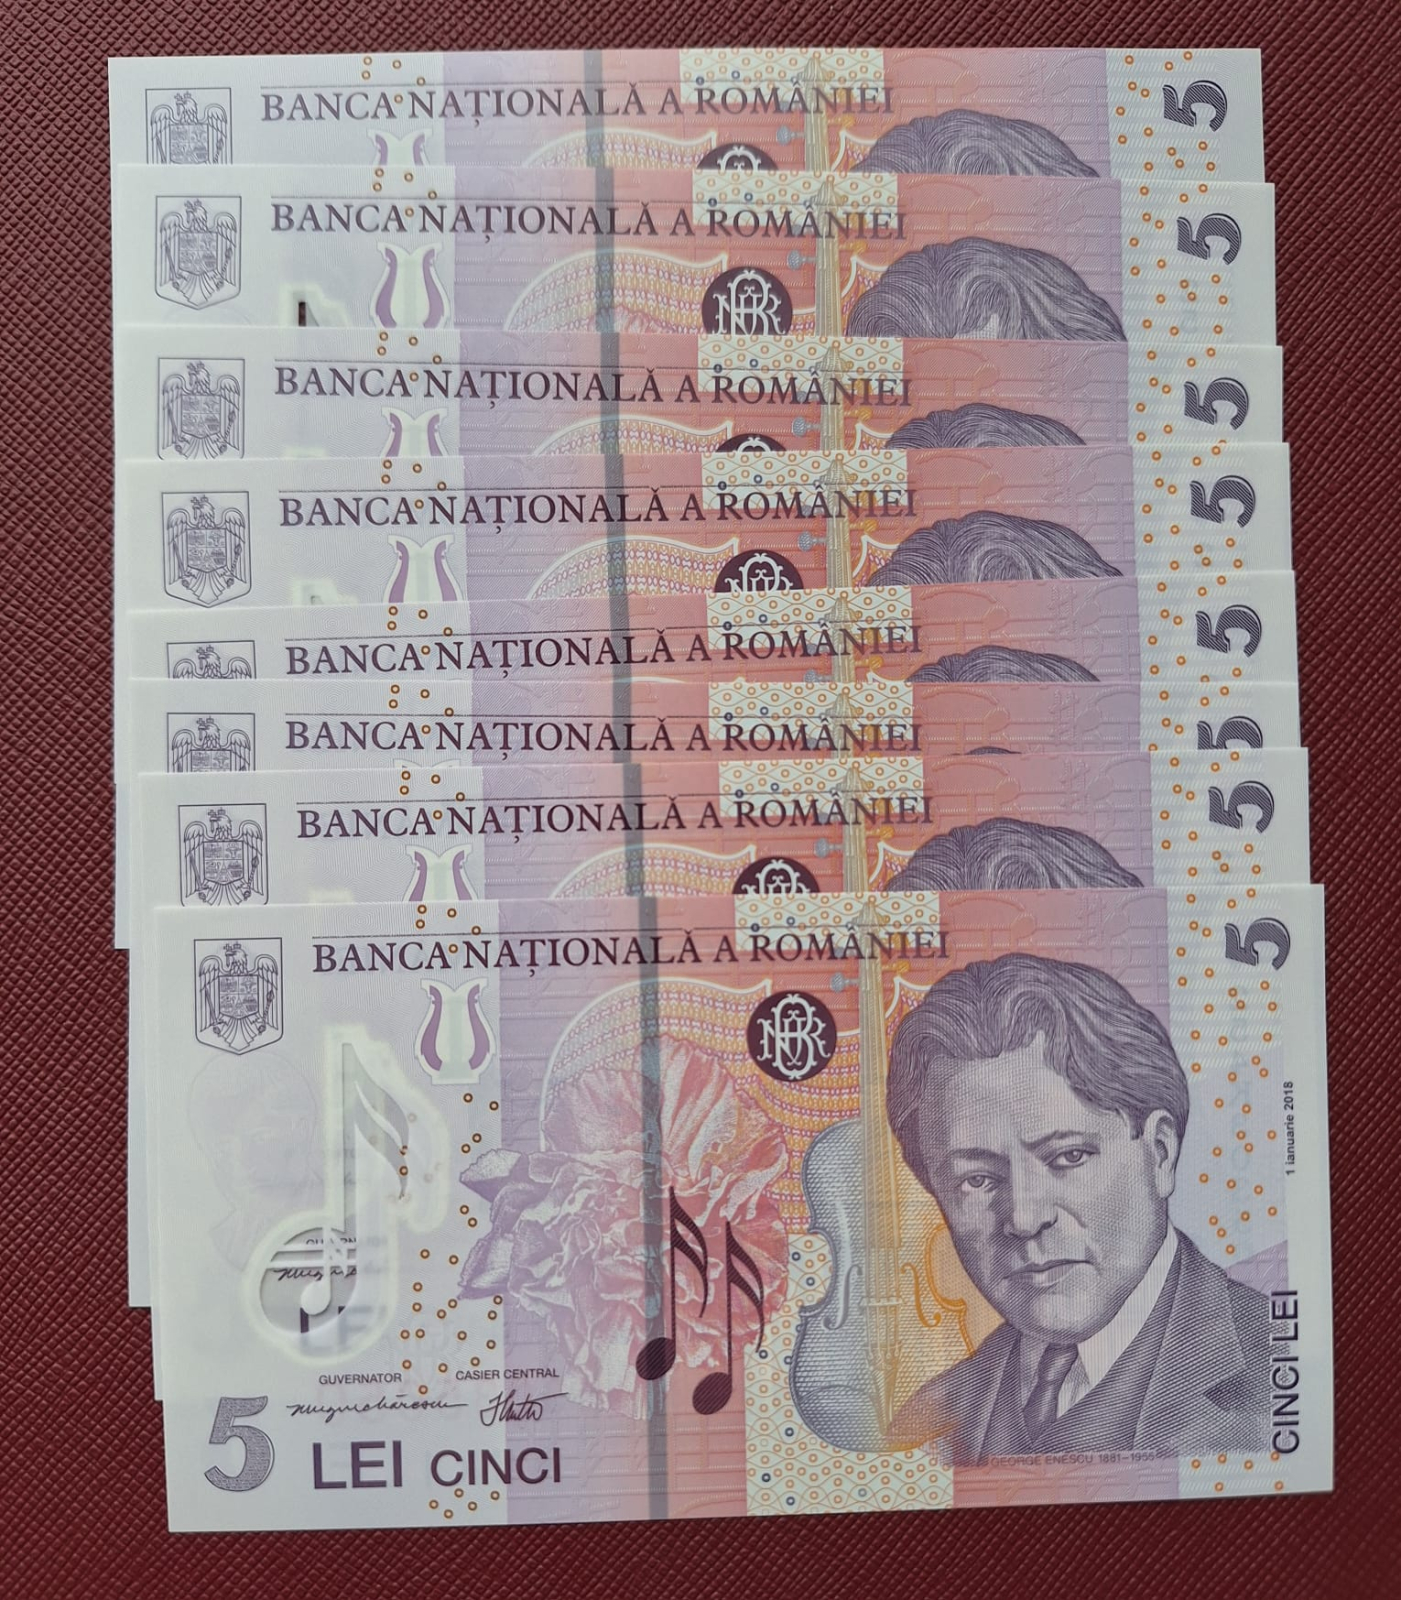 BANCA NAȚIONALĂ A ROMÂNIEI
5
BANCA NAȚIONALĂ A ROMÂNIEI
5
BANCA NAȚIONALĂ A ROMÂNIEI
5
BANCA NAȚIONALĂ A ROMÂNIEI
5
BANCA NAȚIONALĂ A ROMÂNIEI
5
BANCA NAȚIONALĂ A ROMÂNIEI
5
BANCA NAȚIONALĂ A ROMÂNIEI
5
BANCA NAȚIONALĂ A ROMÂNIEI
5
1 ianuarie 2018
GUVERNATOR
CASIER CENTRAL
5
LEI CINCI
GEORGE ENESCU 1881-1955
CINCI LEI